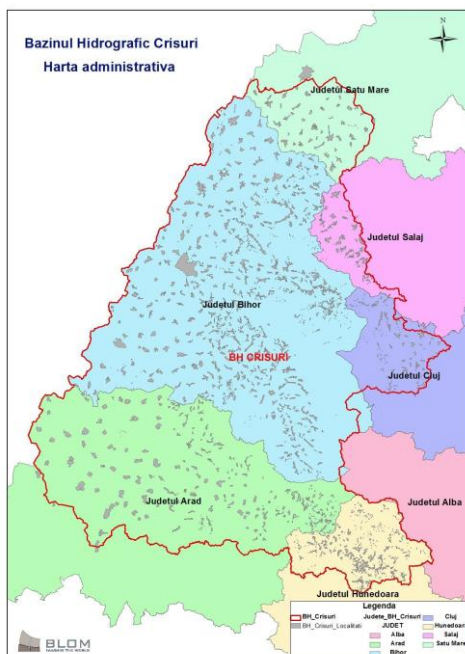 Bazinul Hidrografic Crisuri
Harta administrativa
N
Judetul Satu Mare
Judetul Salaj
Judetul Bihor
BH CRISURI
Judetul Cluj
Judetul Arad
Judetul Alba
Judetul Hunedoara
Legenda
BH_Crisuri
BH_Crisuri_Localitati
Judete_BH_Crisuri
JUDET
Alba
Arad
Bihor
Cluj
Hunedoara
Salaj
Satu Mare
BLOM